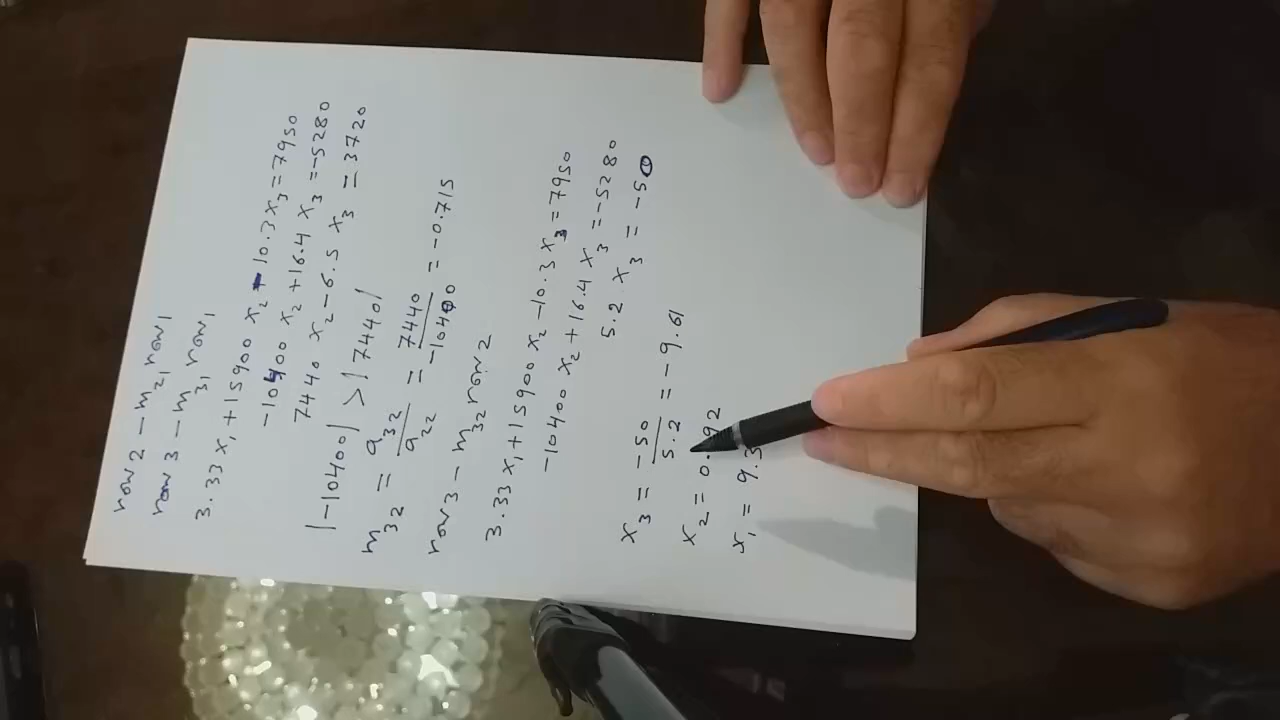 row 2 - m21 row 1
row 3 - m31 row 1
3.33 x1 + 15900 x2 - 10.3 x3 = 7950
-10400 x2 + 16.4 x3 = -5280
7440 x2 - 6.5 x3 = 3720
|-10400| > |7440|
m32 = a32/a22 = 7440/-10400 = -0.715
row 3 - m32 row 2
3.33 x1 + 15900 x2 - 10.3 x3 = 7950
-10400 x2 + 16.4 x3 = -5280
5.2 x3 = -50
x3 = -50/5.2 = -9.61
x2 = 0. 92
x1 = 9.3